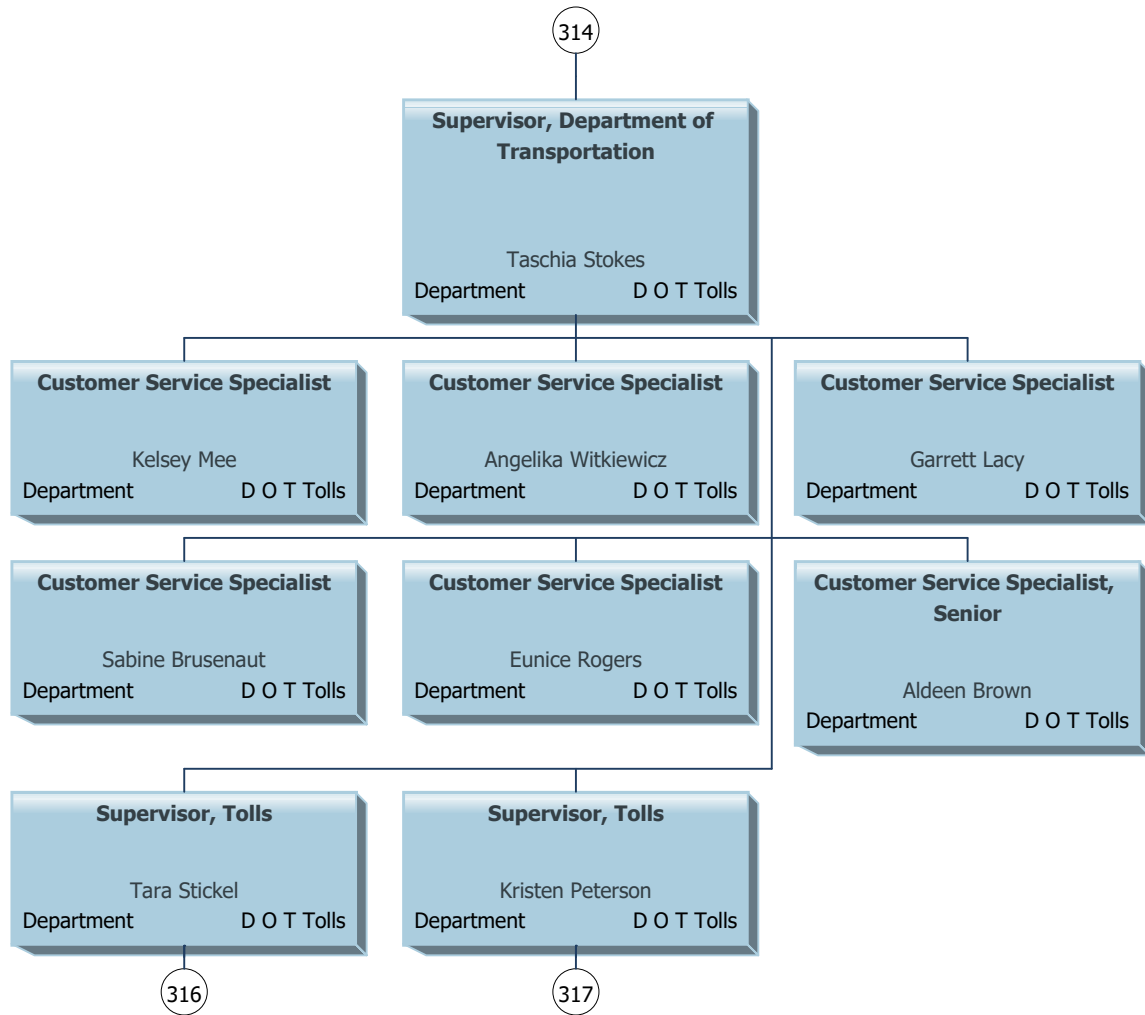 314
Supervisor, Department of
Transportation
Taschia Stokes
Department D O T Tolls
Customer Service Specialist
Kelsey Mee
Department D O T Tolls
Customer Service Specialist
Angelika Witkiewicz
Department D O T Tolls
Customer Service Specialist
Garrett Lacy
Department D O T Tolls
Customer Service Specialist
Sabine Brusenaut
Department D O T Tolls
Customer Service Specialist
Eunice Rogers
Department D O T Tolls
Customer Service Specialist,
Senior
Aldeen Brown
Department D O T Tolls
Supervisor, Tolls
Tara Stickel
Department D O T Tolls
316
Supervisor, Tolls
Kristen Peterson
Department D O T Tolls
317